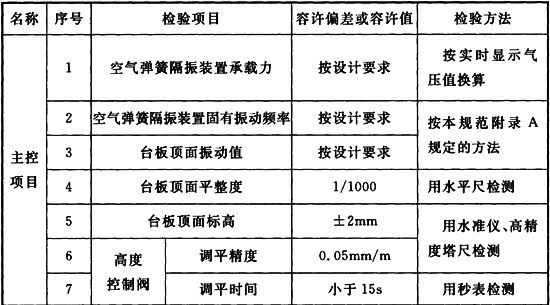 名称 序号 检验项目 容许偏差或容许值 检验方法
1 空气弹簧隔振装置承载力 按设计要求 按实时显示气
压值换算
2 空气弹簧隔振装置固有振动频率 按设计要求 按本规范附录 A
规定的方法
3 台板顶面振动值 按设计要求
主控
项目
4 台板顶面平整度 1/1000 用水平尺检测
5 台板顶面标高 ±2mm 用水准仪、高精
度塔尺检测
6 高度
控制阀 调平精度 0.05mm/m
7 调平时间 小于 15s 用秒表检测